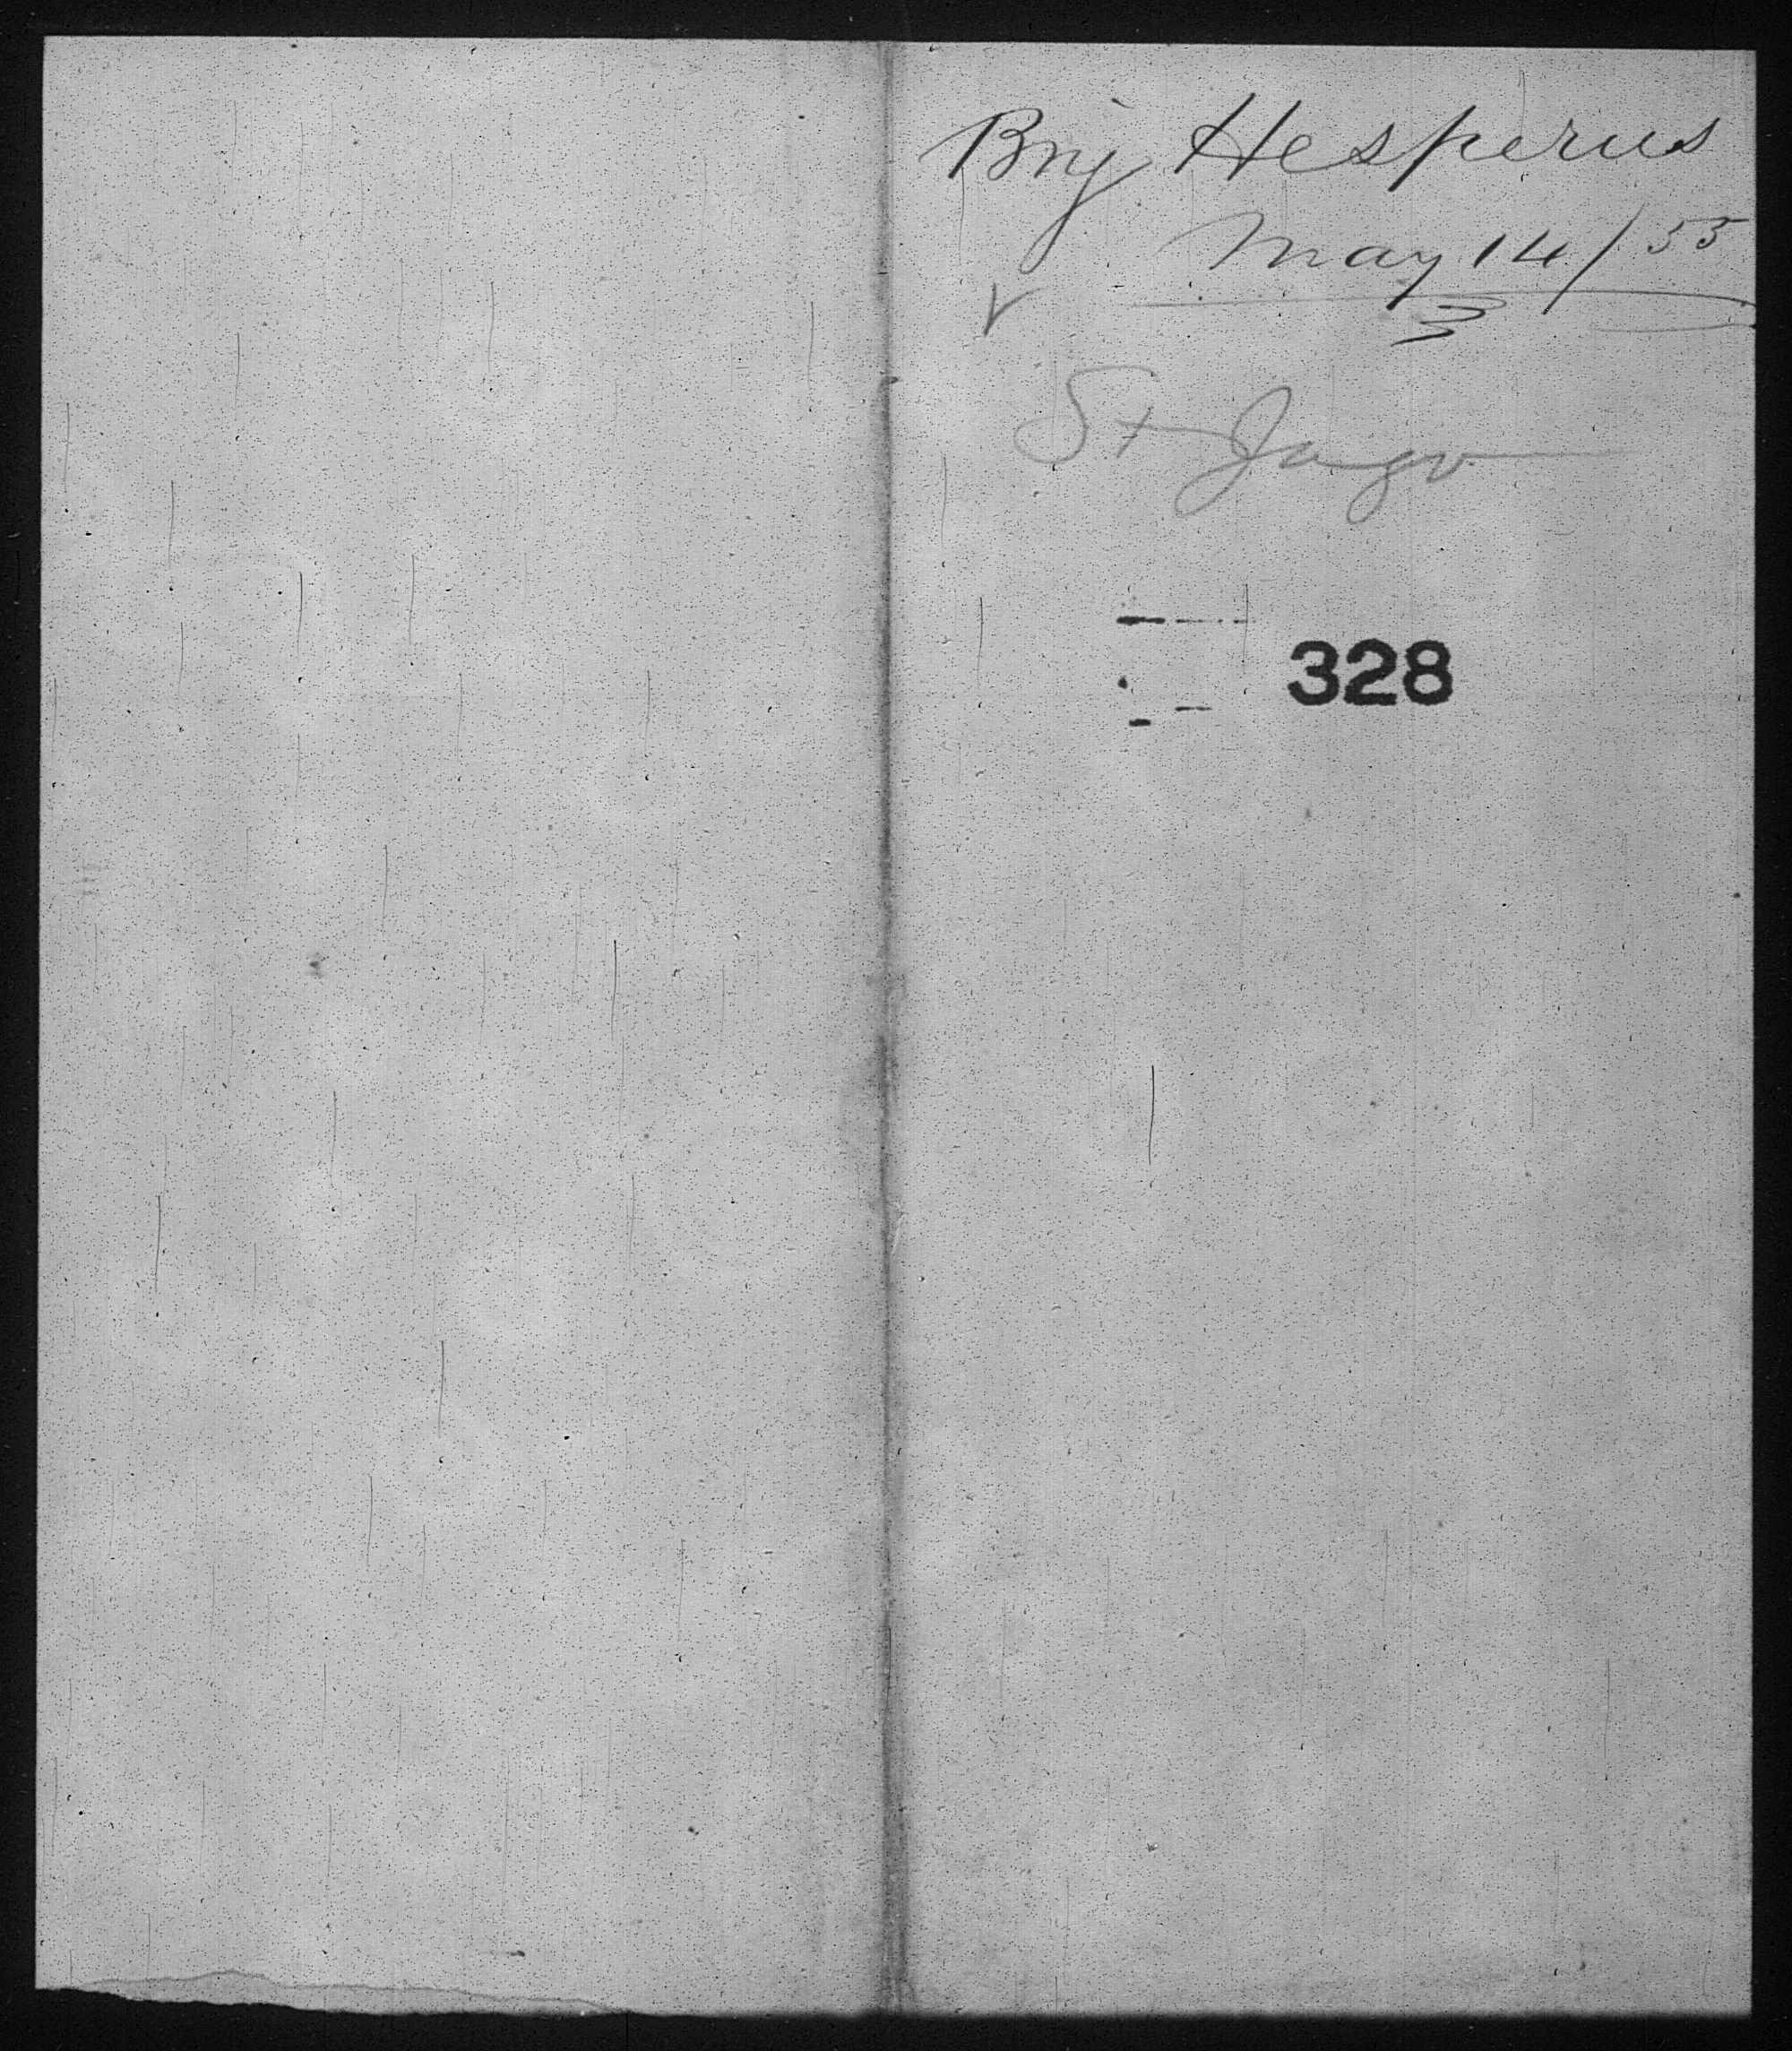 Brig Hesperus
May 14/55
St Jago
328